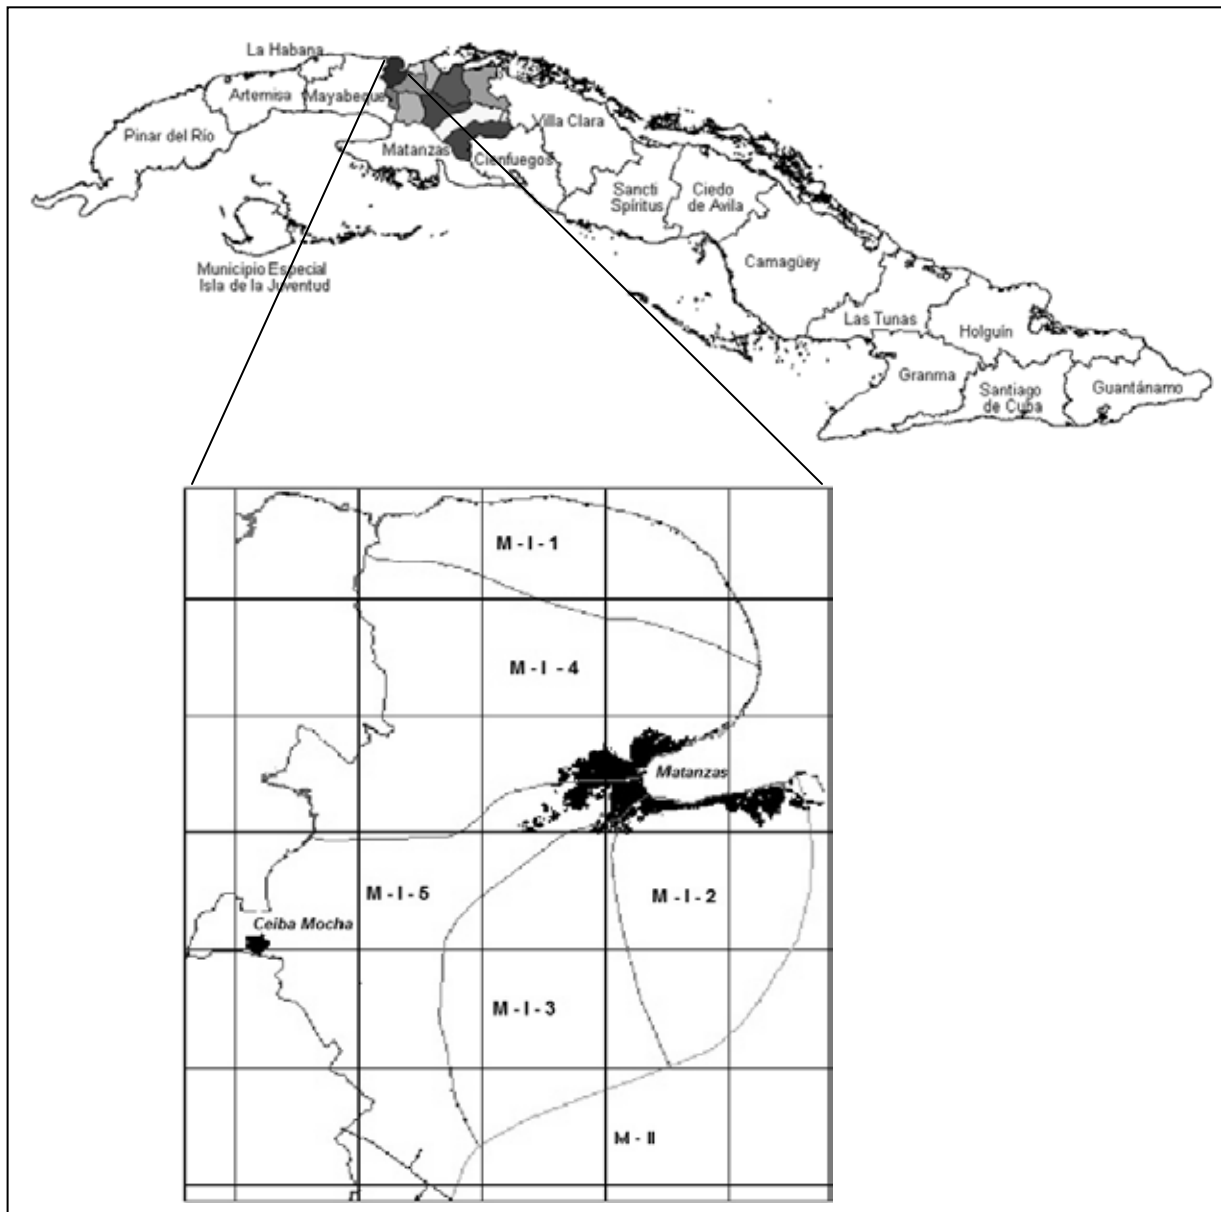 La Habana
Artemisa
Mayabeque
Pinar del Río
Matanzas
Villa Clara
Cienfuegos
Sancti
Spíritus
Ciedo
de Avila
Municipio Especial
Isla de la Juventud
Camagüey
Las Tunas
Holguín
Granma
Santiago
de Cuba
Guantánamo
M - I - 1
M - I - 4
Matanzas
M - I - 5
M - I - 2
Ceiba Mocha
M - I - 3
M - II